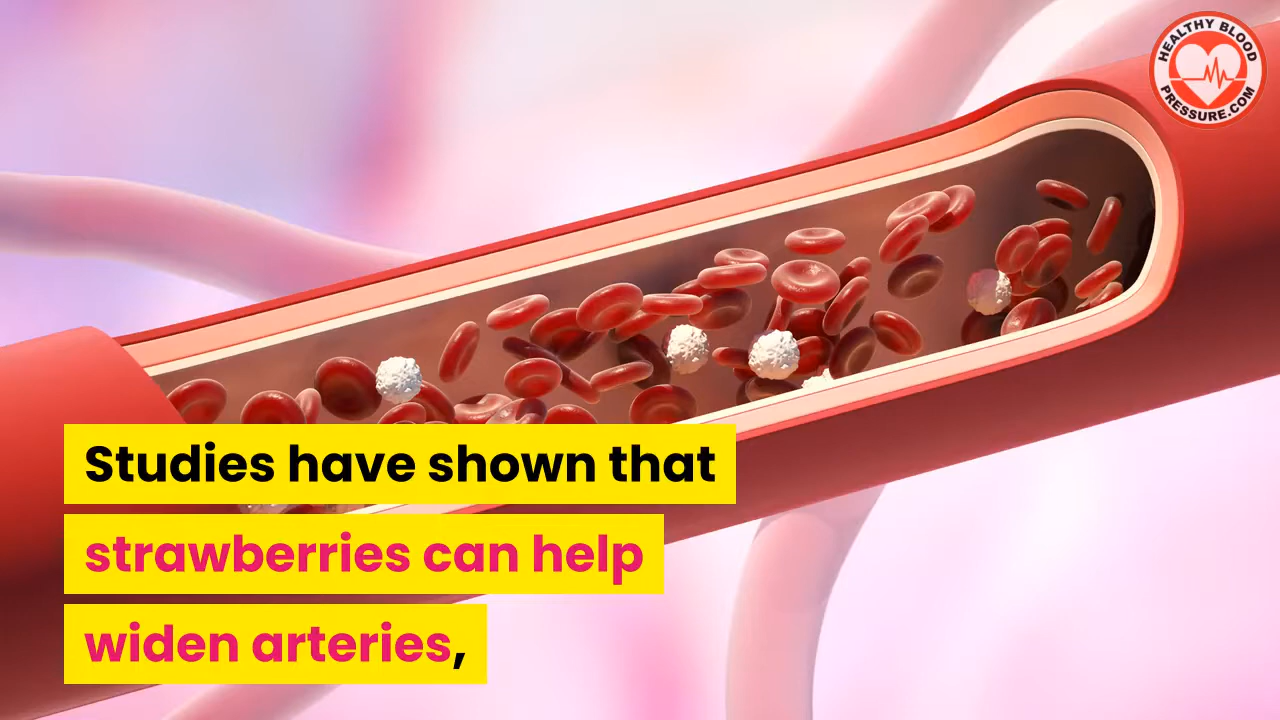 HEALTHY BLOOD
PRESSURE.COM
Studies have shown that
strawberries can help
widen arteries,